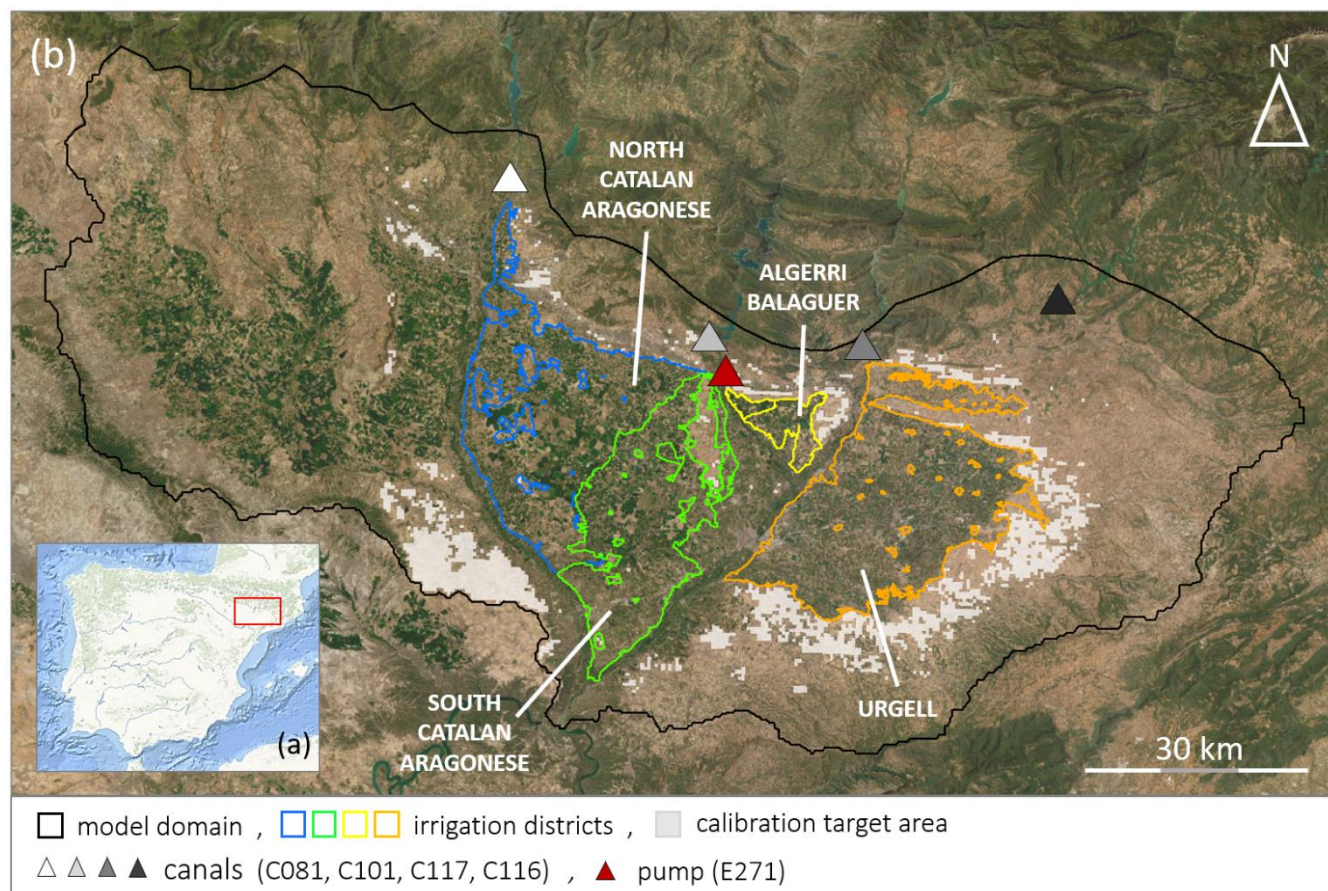 (b)
N
NORTH
CATALAN
ARAGONESE
ALGERRI
BALAGUER
SOUTH
CATALAN
ARAGONESE
URGELL
(a)
30 km
model domain , irrigation districts , calibration target area
canals (C081, C101, C117, C116) , pump (E271)